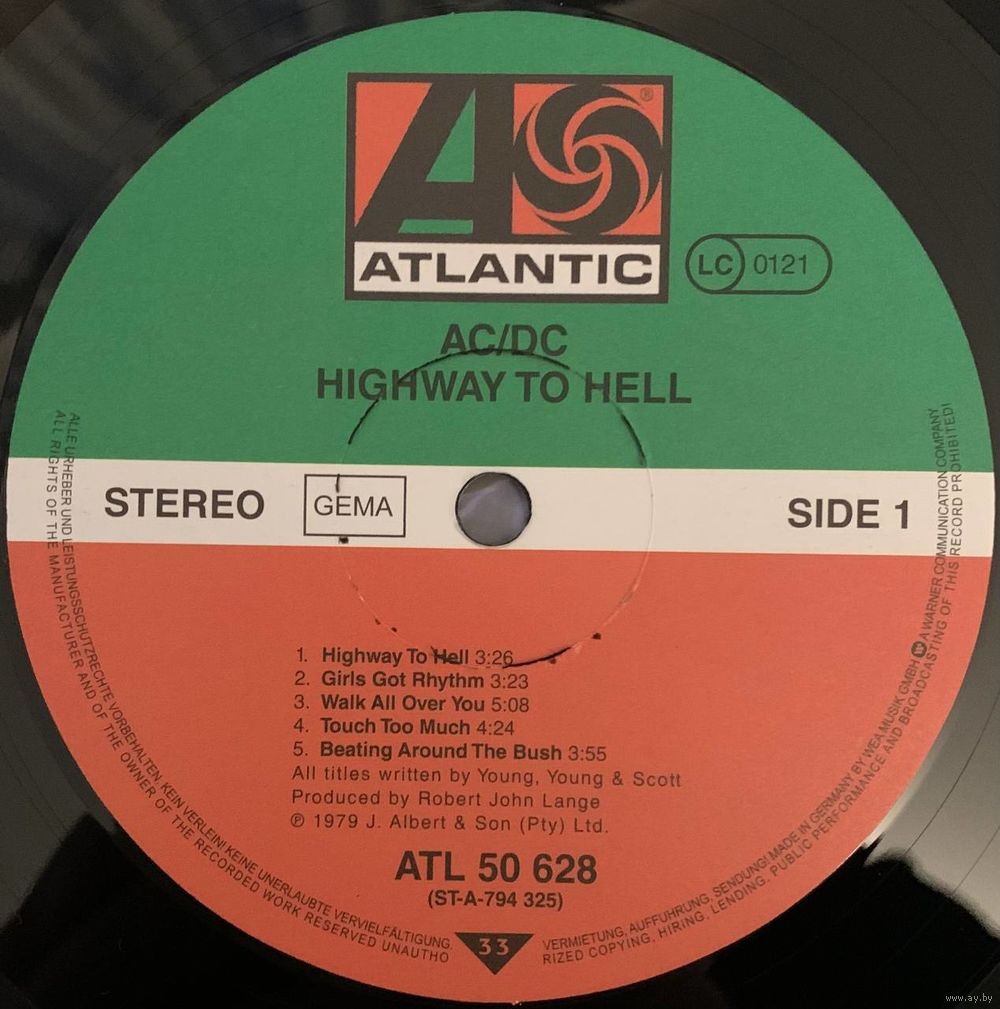 ®
ATLANTIC
LC 0121
AC/DC
HIGHWAY TO HELL
STEREO
GEMA
SIDE 1
1. Highway To Hell 3:26
2. Girls Got Rhythm 3:23
3. Walk All Over You 5:08
4. Touch Too Much 4:24
5. Beating Around The Bush 3:55
All titles written by Young, Young & Scott
Produced by Robert John Lange
℗ 1979 J. Albert & Son (Pty) Ltd.
ATL 50 628
(ST-A-794 325)
33
ALLE URHEBER UND LEISTUNGSSCHUTZRECHTE VORBEHALTEN. KEIN VERLEIH! KEINE UNERLAUBTE VERVIELFÄLTIGUNG, VERMIETUNG, AUFFÜHRUNG, SENDUNG! MADE IN GERMANY BY WEA MUSIK GMBH A WARNER COMMUNICATION COMPANY
ALL RIGHTS OF THE MANUFACTURER AND OF THE OWNER OF THE RECORDED WORK RESERVED UNAUTHORIZED COPYING, HIRING, LENDING, PUBLIC PERFORMANCE AND BROADCASTING OF THIS RECORD PROHIBITED!
www.ay.by